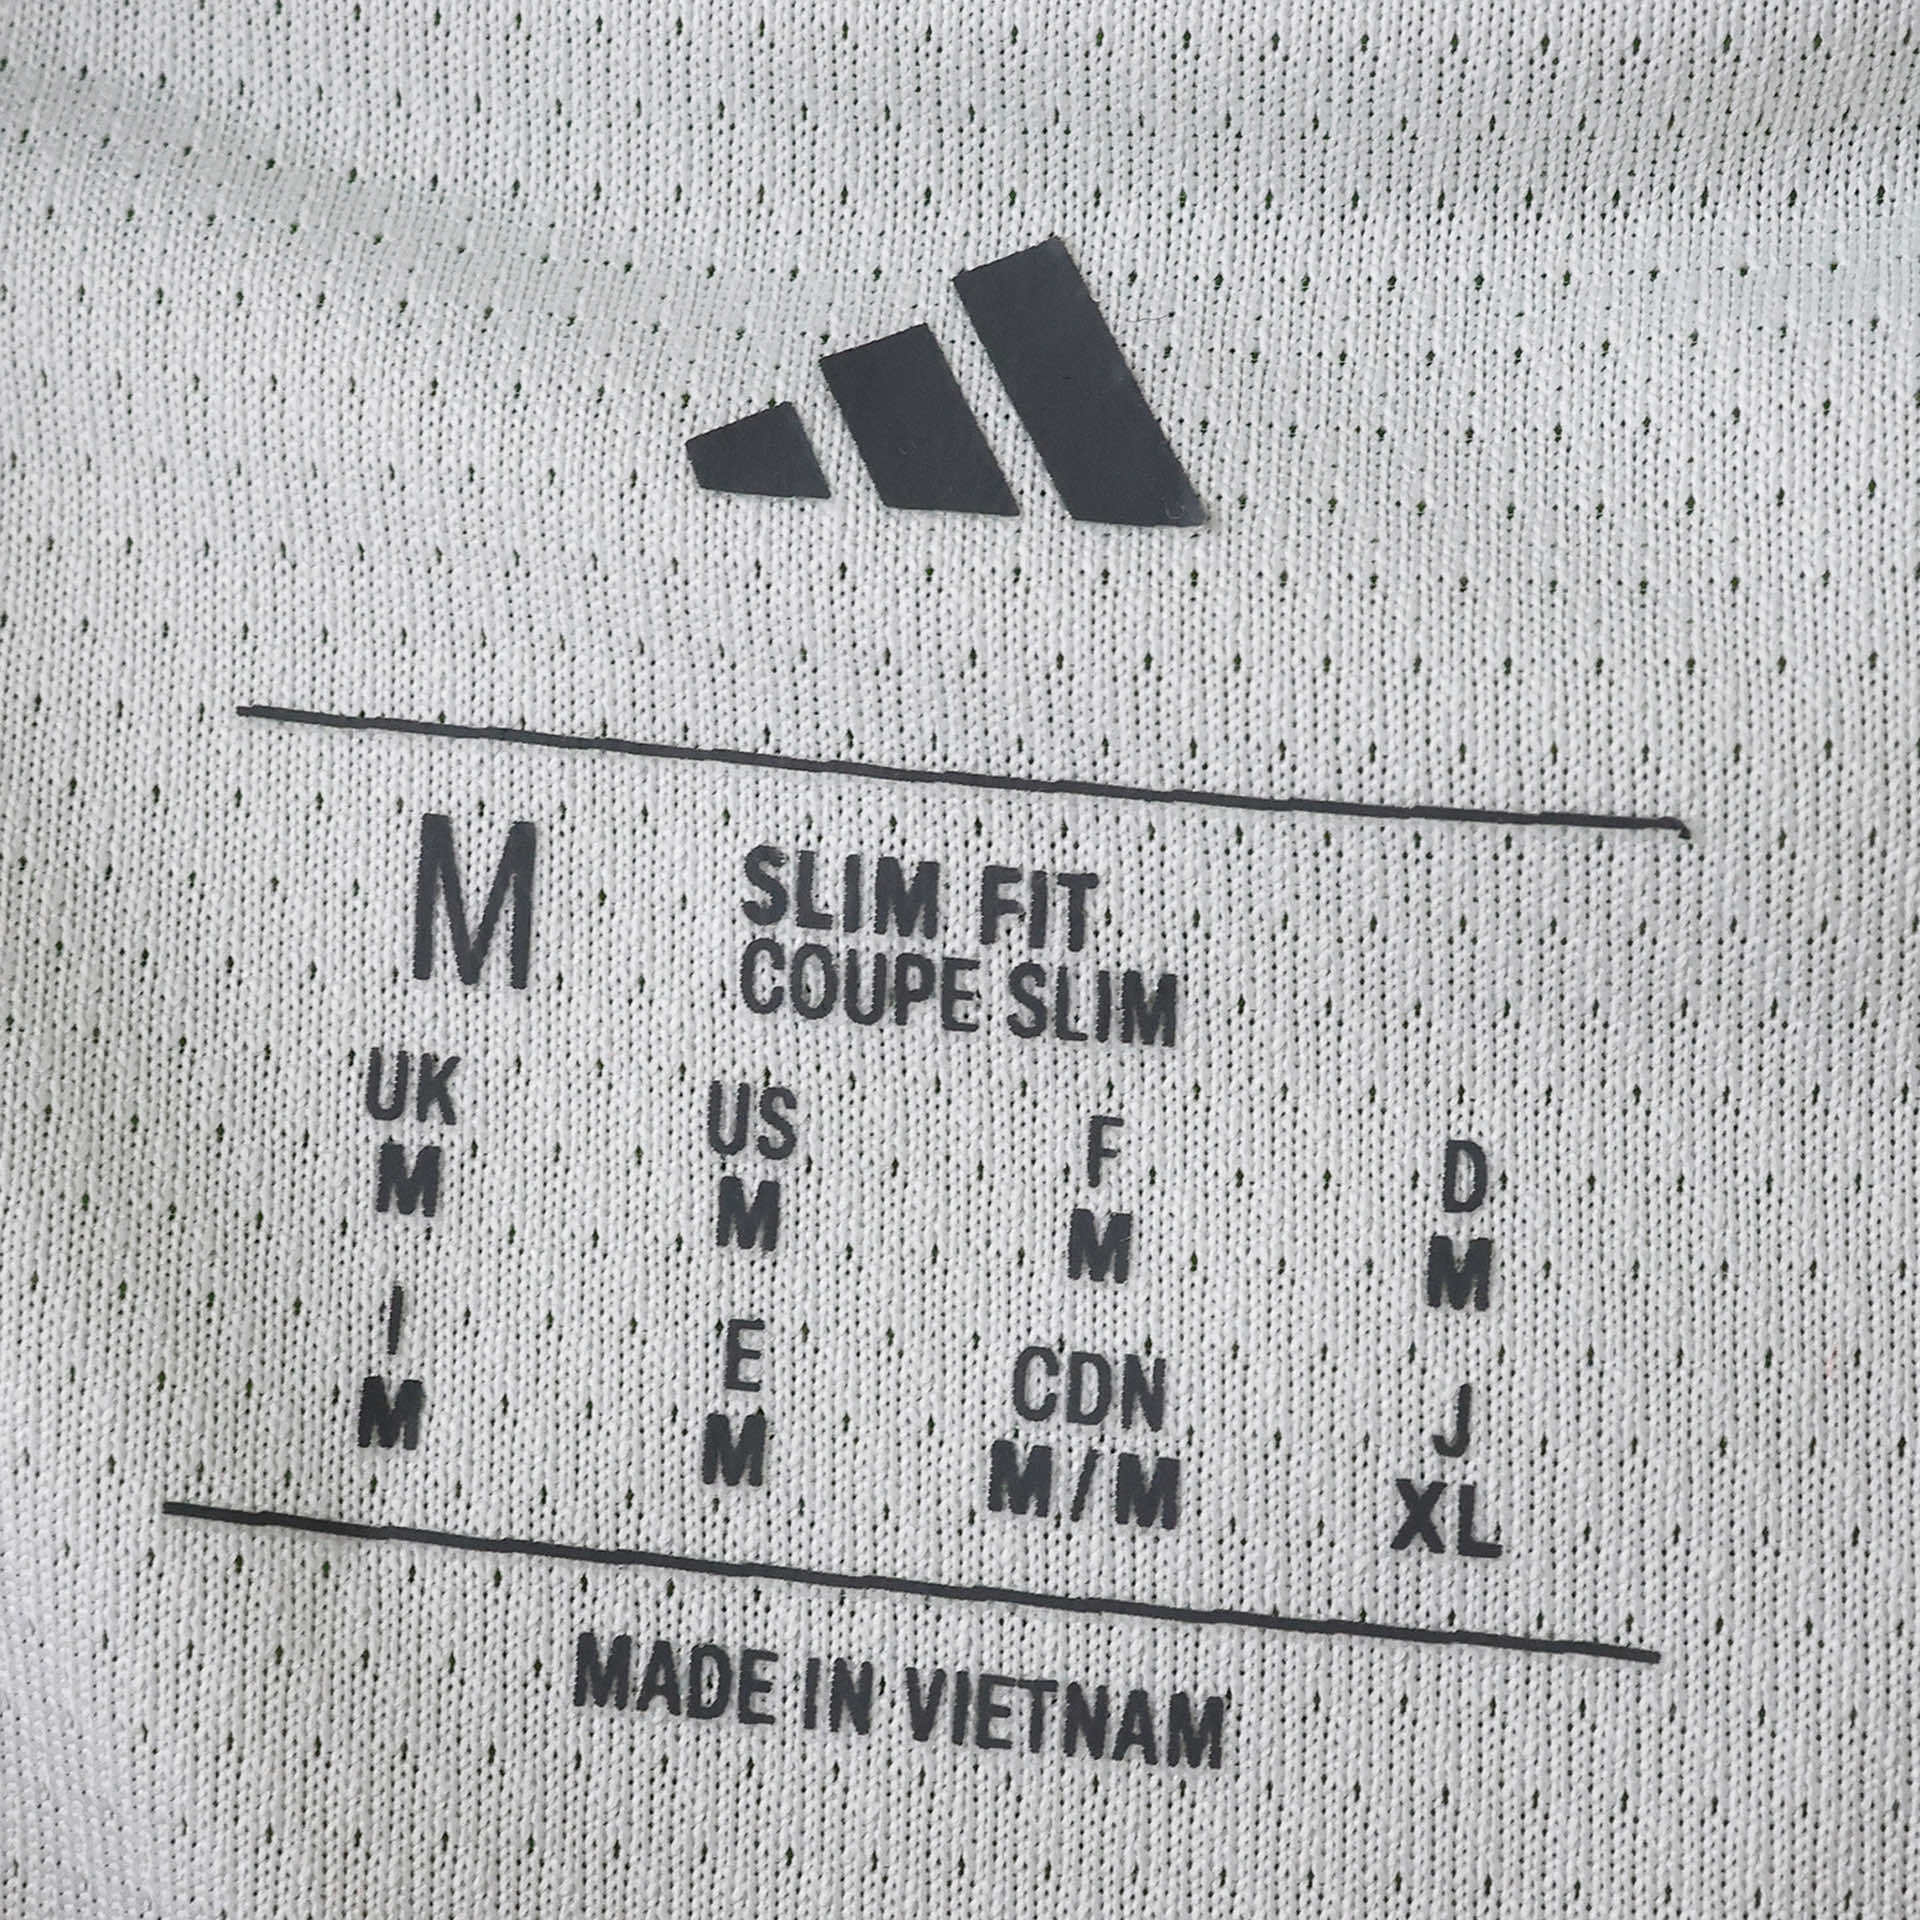 M
SLIM FIT
COUPE SLIM
UK US F D
M M M M
I E CDN J
M M M/M XL
MADE IN VIETNAM